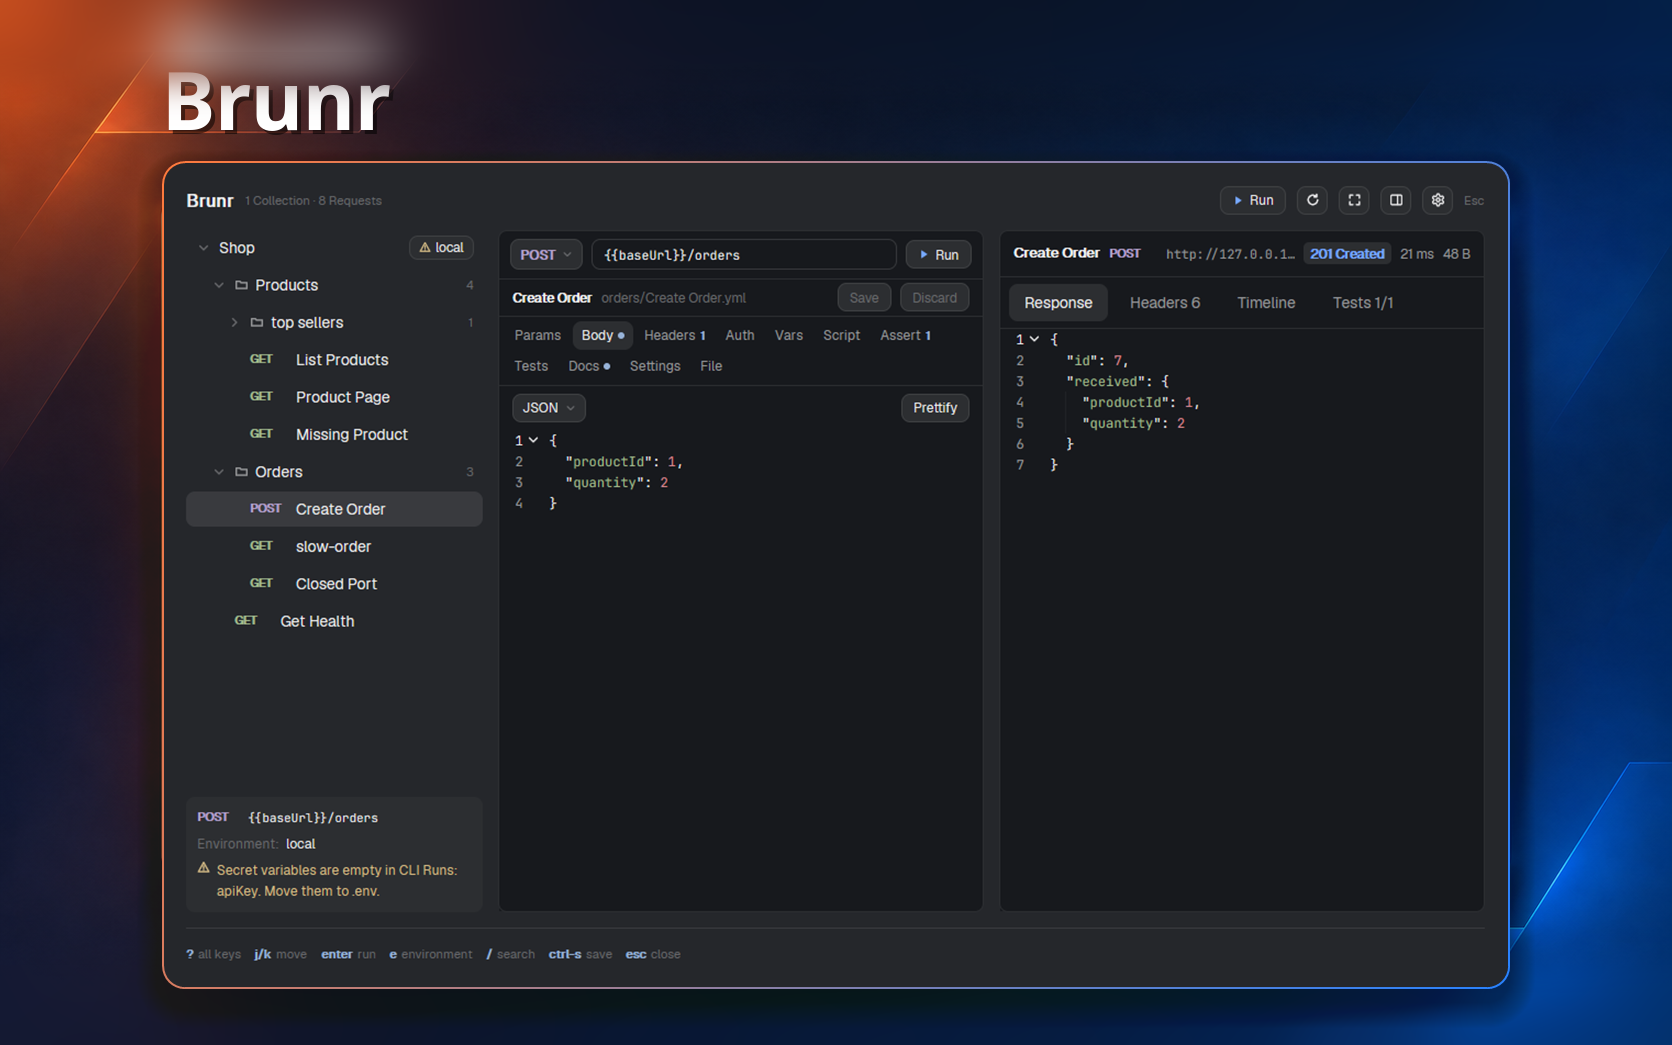 Brunr
Brunr 1 Collection · 8 Requests
Run Esc
Shop local
Products 4
top sellers 1
GET List Products
GET Product Page
GET Missing Product
Orders 3
POST Create Order
GET slow-order
GET Closed Port
GET Get Health
POST {{baseUrl}}/orders
Environment: local
Secret variables are empty in CLI Runs:
apiKey. Move them to .env.
POST {{baseUrl}}/orders Run
Create Order orders/Create Order.yml Save Discard
Params Body Headers 1 Auth Vars Script Assert 1
Tests Docs Settings File
JSON Prettify
1 {
2 "productId": 1,
3 "quantity": 2
4 }
Create Order POST http://127.0.0.1… 201 Created 21 ms 48 B
Response Headers 6 Timeline Tests 1/1
1 {
2 "id": 7,
3 "received": {
4 "productId": 1,
5 "quantity": 2
6 }
7 }
? all keys j/k move enter run e environment / search ctrl-s save esc close